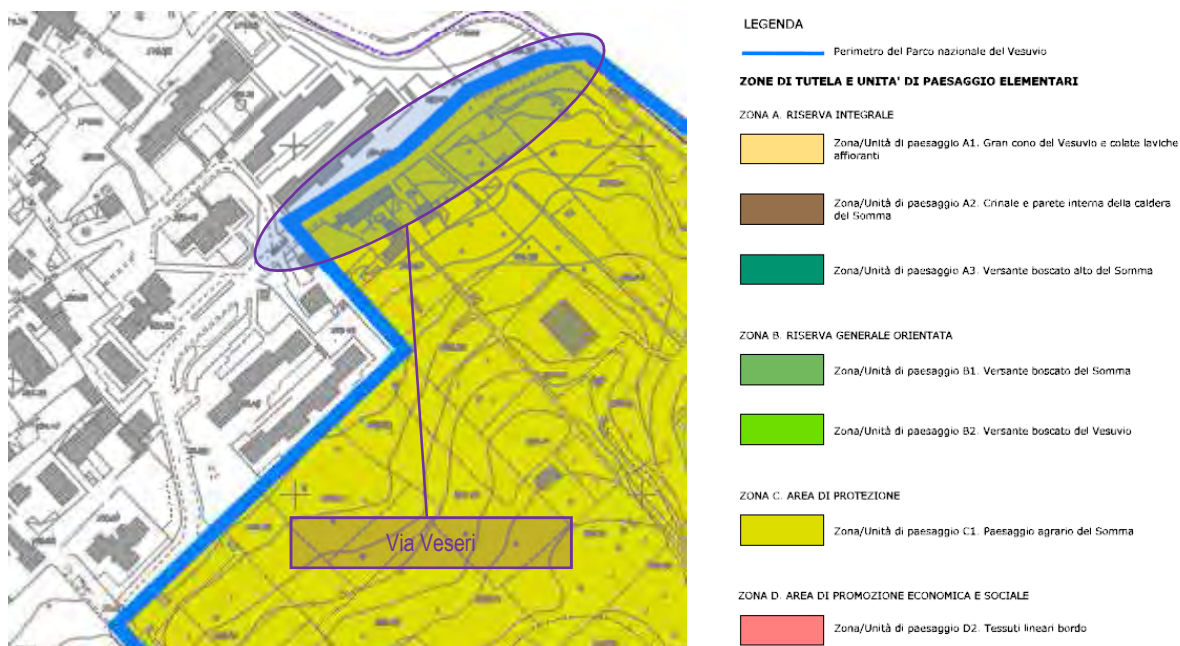 Via Veseri
LEGENDA
Perimetro del Parco nazionale del Vesuvio
ZONE DI TUTELA E UNITA' DI PAESAGGIO ELEMENTARI
ZONA A. RISERVA INTEGRALE
Zona/Unità di paesaggio A1. Gran cono del Vesuvio e colate laviche
affioranti
Zona/Unità di paesaggio A2. Crinale e parete interna della caldera
del Somma
Zona/Unità di paesaggio A3. Versante boscato alto del Somma
ZONA B. RISERVA GENERALE ORIENTATA
Zona/Unità di paesaggio B1. Versante boscato del Somma
Zona/Unità di paesaggio B2. Versante boscato del Vesuvio
ZONA C. AREA DI PROTEZIONE
Zona/Unità di paesaggio C1. Paesaggio agrario del Somma
ZONA D. AREA DI PROMOZIONE ECONOMICA E SOCIALE
Zona/Unità di paesaggio D2. Tessuti lineari bordo